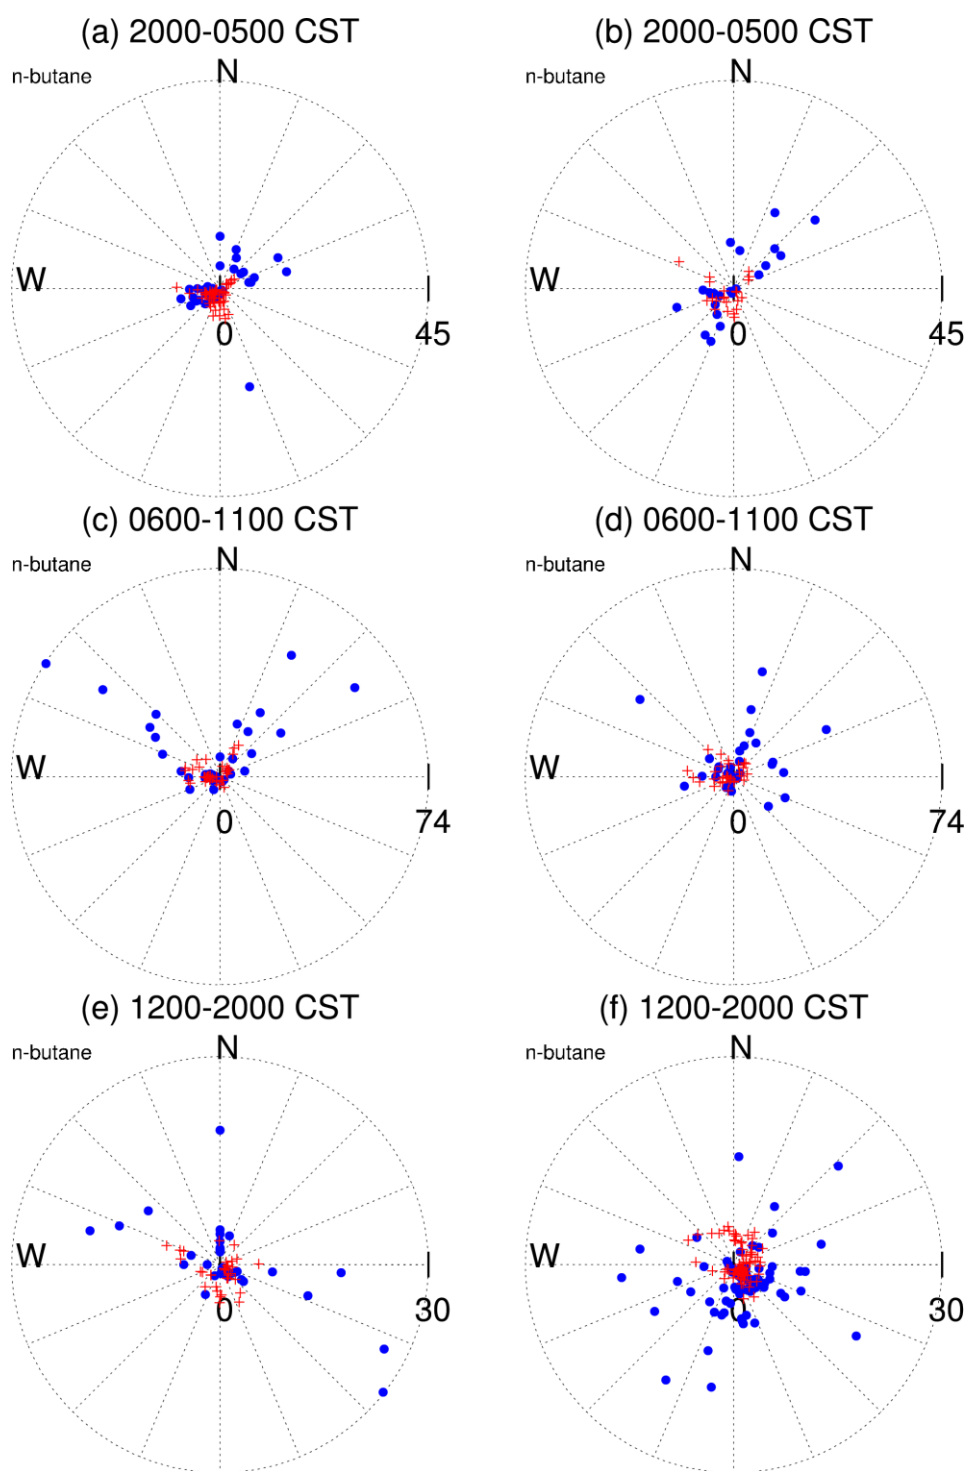 (a) 2000-0500 CST
n-butane
N
W
0
45
(b) 2000-0500 CST
n-butane
N
W
0
45
(c) 0600-1100 CST
n-butane
N
W
0
74
(d) 0600-1100 CST
n-butane
N
W
0
74
(e) 1200-2000 CST
n-butane
N
W
0
30
(f) 1200-2000 CST
n-butane
N
W
0
30